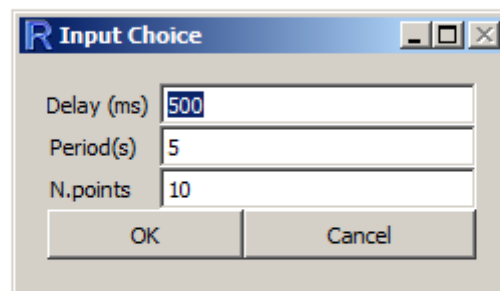 R Input Choice
Delay (ms) 500
Period(s) 5
N.points 10
OK Cancel